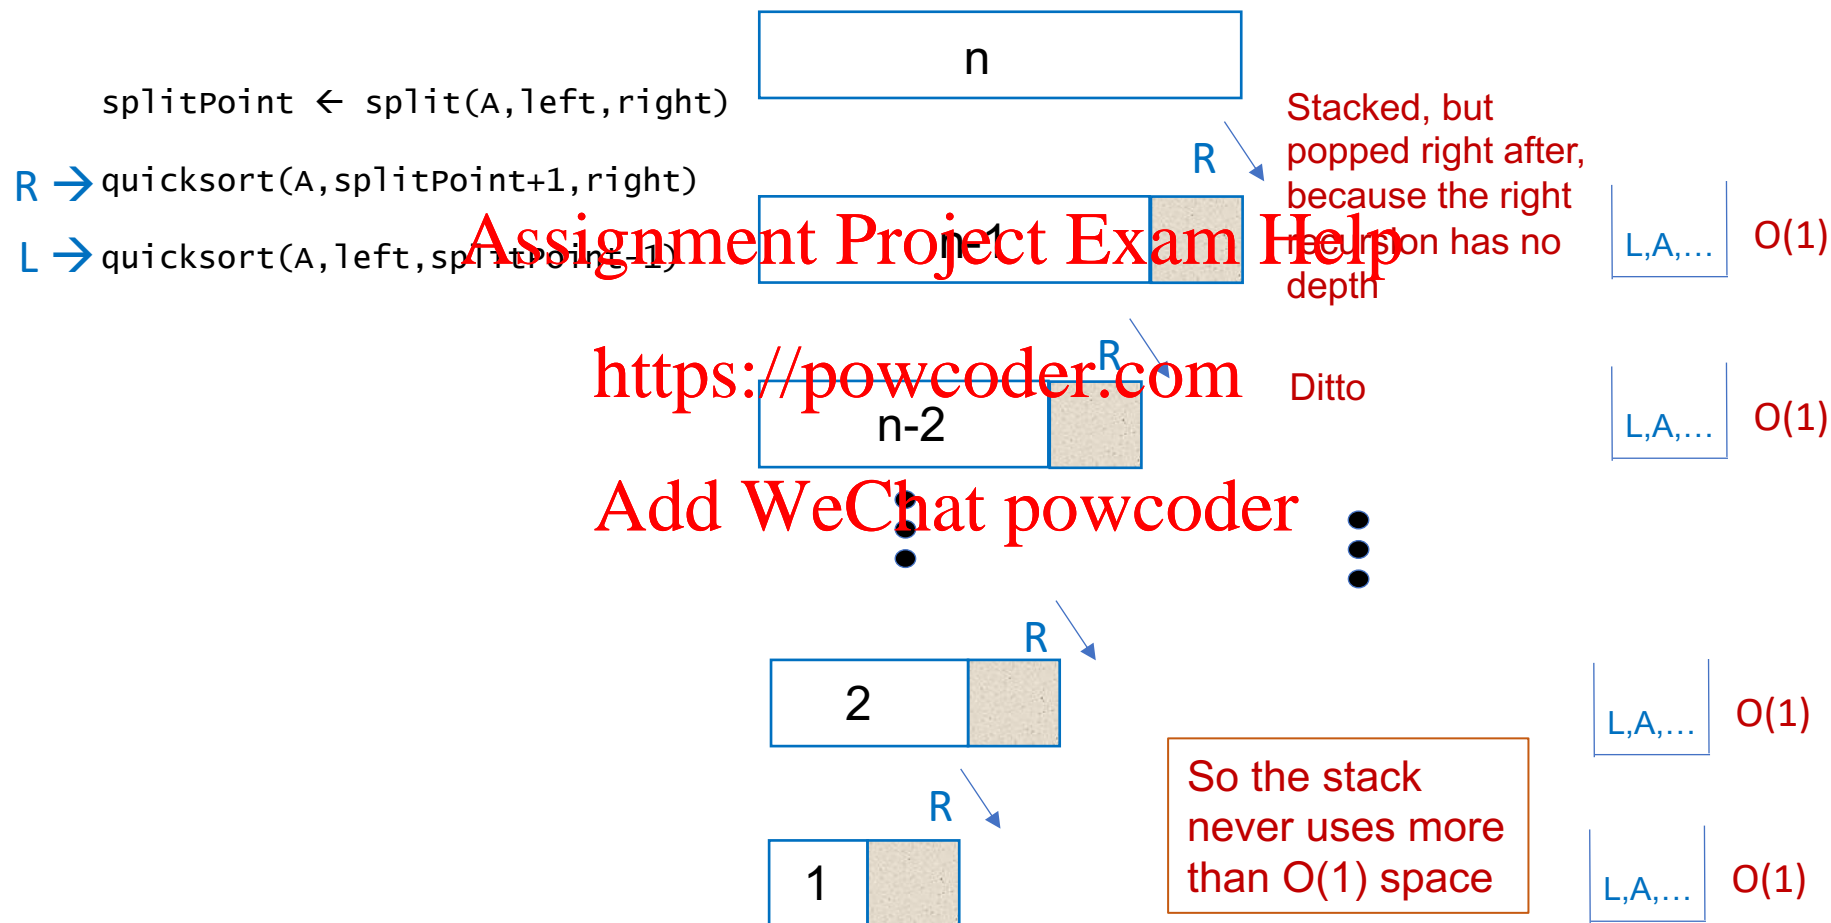 n
splitPoint ← split(A,left,right)
Stacked, but
popped right after,
because the right
recursion has no
depth
R
R → quicksort(A,splitPoint+1,right)
L → quicksort(A,left,splitPoint-1)
n-1
L,A,... O(1)
Assignment Project Exam Help
R
https://powcoder.com
Ditto
n-2
L,A,... O(1)
Add WeChat powcoder
R
2
L,A,... O(1)
So the stack
never uses more
than O(1) space
R
1
L,A,... O(1)